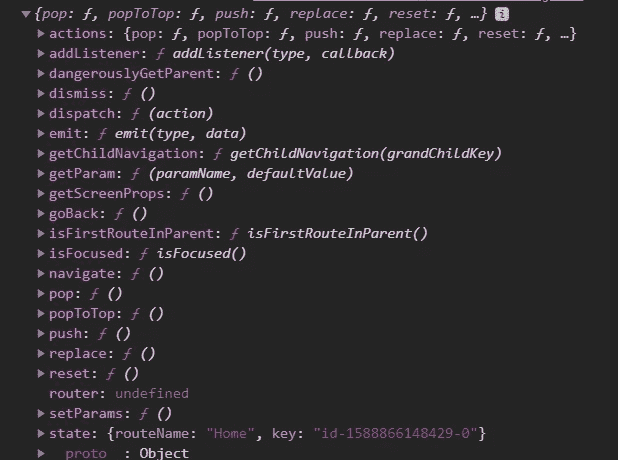 {pop: ƒ, popToTop: ƒ, push: ƒ, replace: ƒ, reset: ƒ, …} i
actions: {pop: ƒ, popToTop: ƒ, push: ƒ, replace: ƒ, reset: ƒ, …}
addListener: ƒ addListener(type, callback)
dangerouslyGetParent: ƒ ()
dismiss: ƒ ()
dispatch: ƒ (action)
emit: ƒ emit(type, data)
getChildNavigation: ƒ getChildNavigation(grandChildKey)
getParam: ƒ (paramName, defaultValue)
getScreenProps: ƒ ()
goBack: ƒ ()
isFirstRouteInParent: ƒ isFirstRouteInParent()
isFocused: ƒ isFocused()
navigate: ƒ ()
pop: ƒ ()
popToTop: ƒ ()
push: ƒ ()
replace: ƒ ()
reset: ƒ ()
router: undefined
setParams: ƒ ()
state: {routeName: "Home", key: "id-1588866148429-0"}
proto : Object